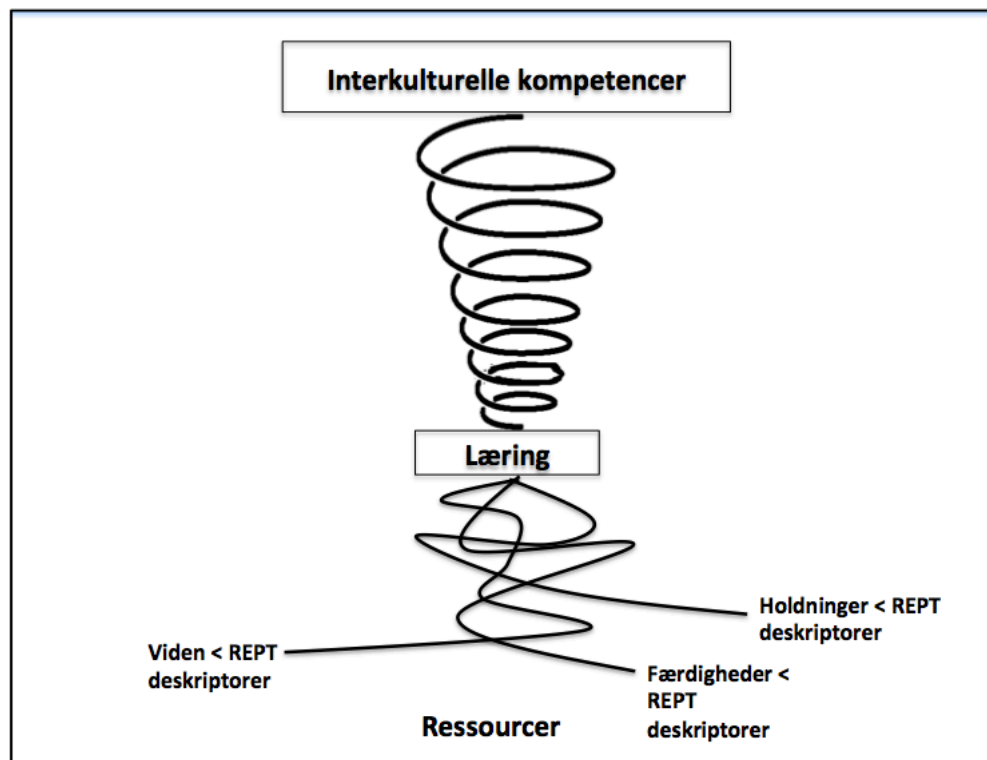 Interkulturelle kompetencer
Læring
Holdninger < REPT
deskriptorer
Viden < REPT
deskriptorer
Færdigheder <
REPT
deskriptorer
Ressourcer